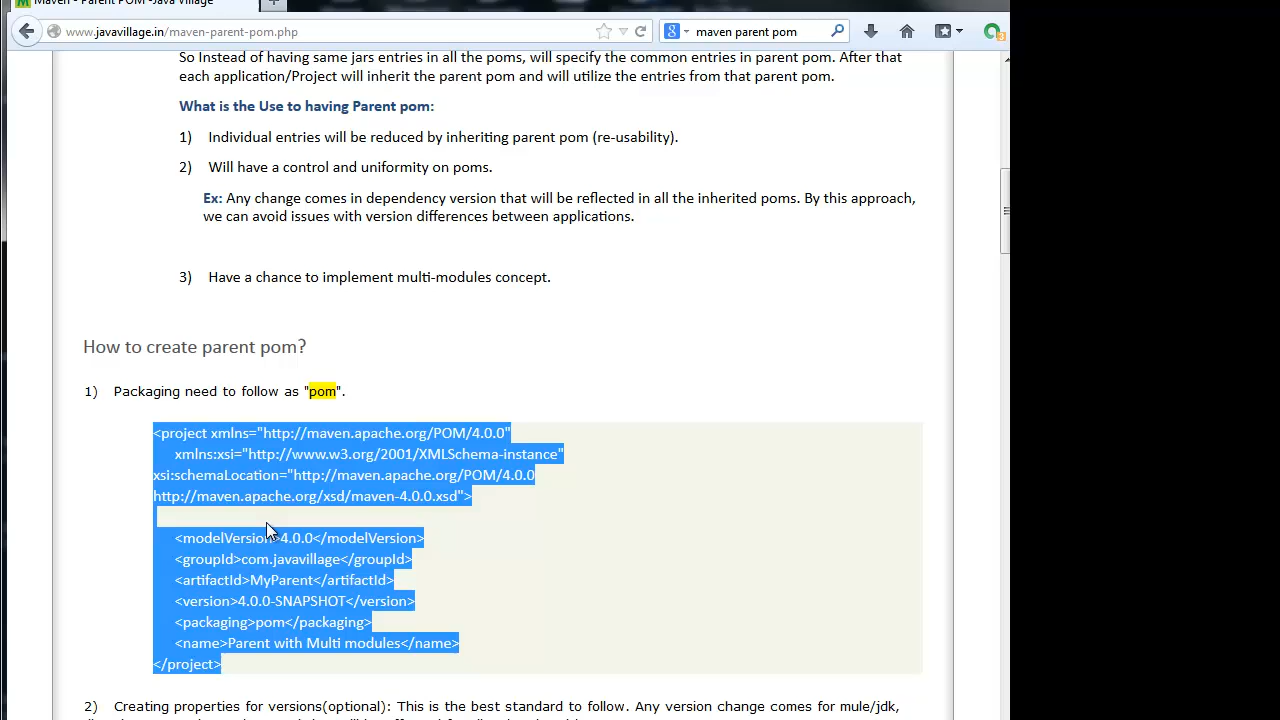 Maven - Parent POM -Java Village
www.javavillage.in/maven-parentpom.php
maven parent pom
So Instead of having same jars entries in all the poms, will specify the common entries in parent pom. After that
each application/Project will inherit the parent pom and will utilize the entries from that parent pom.
What is the Use to having Parent pom:
1) Individual entries will be reduced by inheriting parent pom (re-usability).
2) Will have a control and uniformity on poms.
Ex: Any change comes in dependency version that will be reflected in all the inherited poms. By this approach,
we can avoid issues with version differences between applications.
3) Have a chance to implement multi-modules concept.
How to create parent pom?
1) Packaging need to follow as "pom".
<project xmlns="http://maven.apache.org/POM/4.0.0"
xmlns:xsi="http://www.w3.org/2001/XMLSchema-instance"
xsi:schemaLocation="http://maven.apache.org/POM/4.0.0
http://maven.apache.org/xsd/maven-4.0.0.xsd">
<modelVersion>4.0.0</modelVersion>
<groupId>com.javavillage</groupId>
<artifactId>MyParent</artifactId>
<version>4.0.0-SNAPSHOT</version>
<packaging>pom</packaging>
<name>Parent with Multi modules</name>
</project>
2) Creating properties for versions(optional): This is the best standard to follow. Any version change comes for mule/jdk,